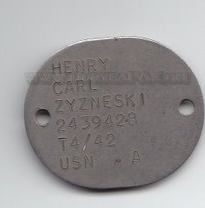 HENRY
CARL
ZYZNESKI
2439428
T4/42
USN - A